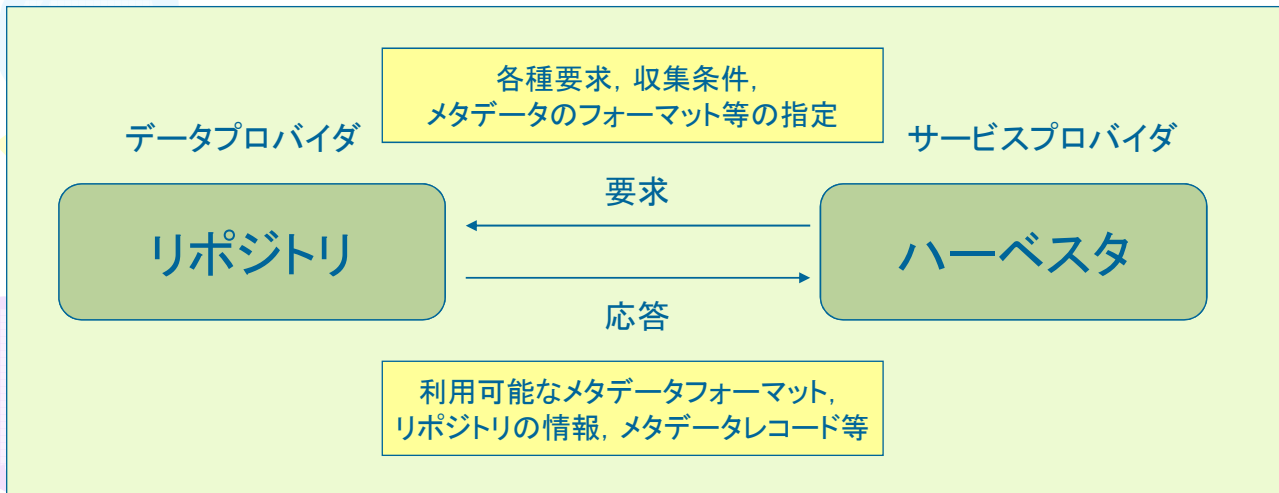 各種要求, 収集条件,
メタデータのフォーマット等の指定
データプロバイダ
サービスプロバイダ
要求
リポジトリ
ハーベスタ
応答
利用可能なメタデータフォーマット,
リポジトリの情報, メタデータレコード等